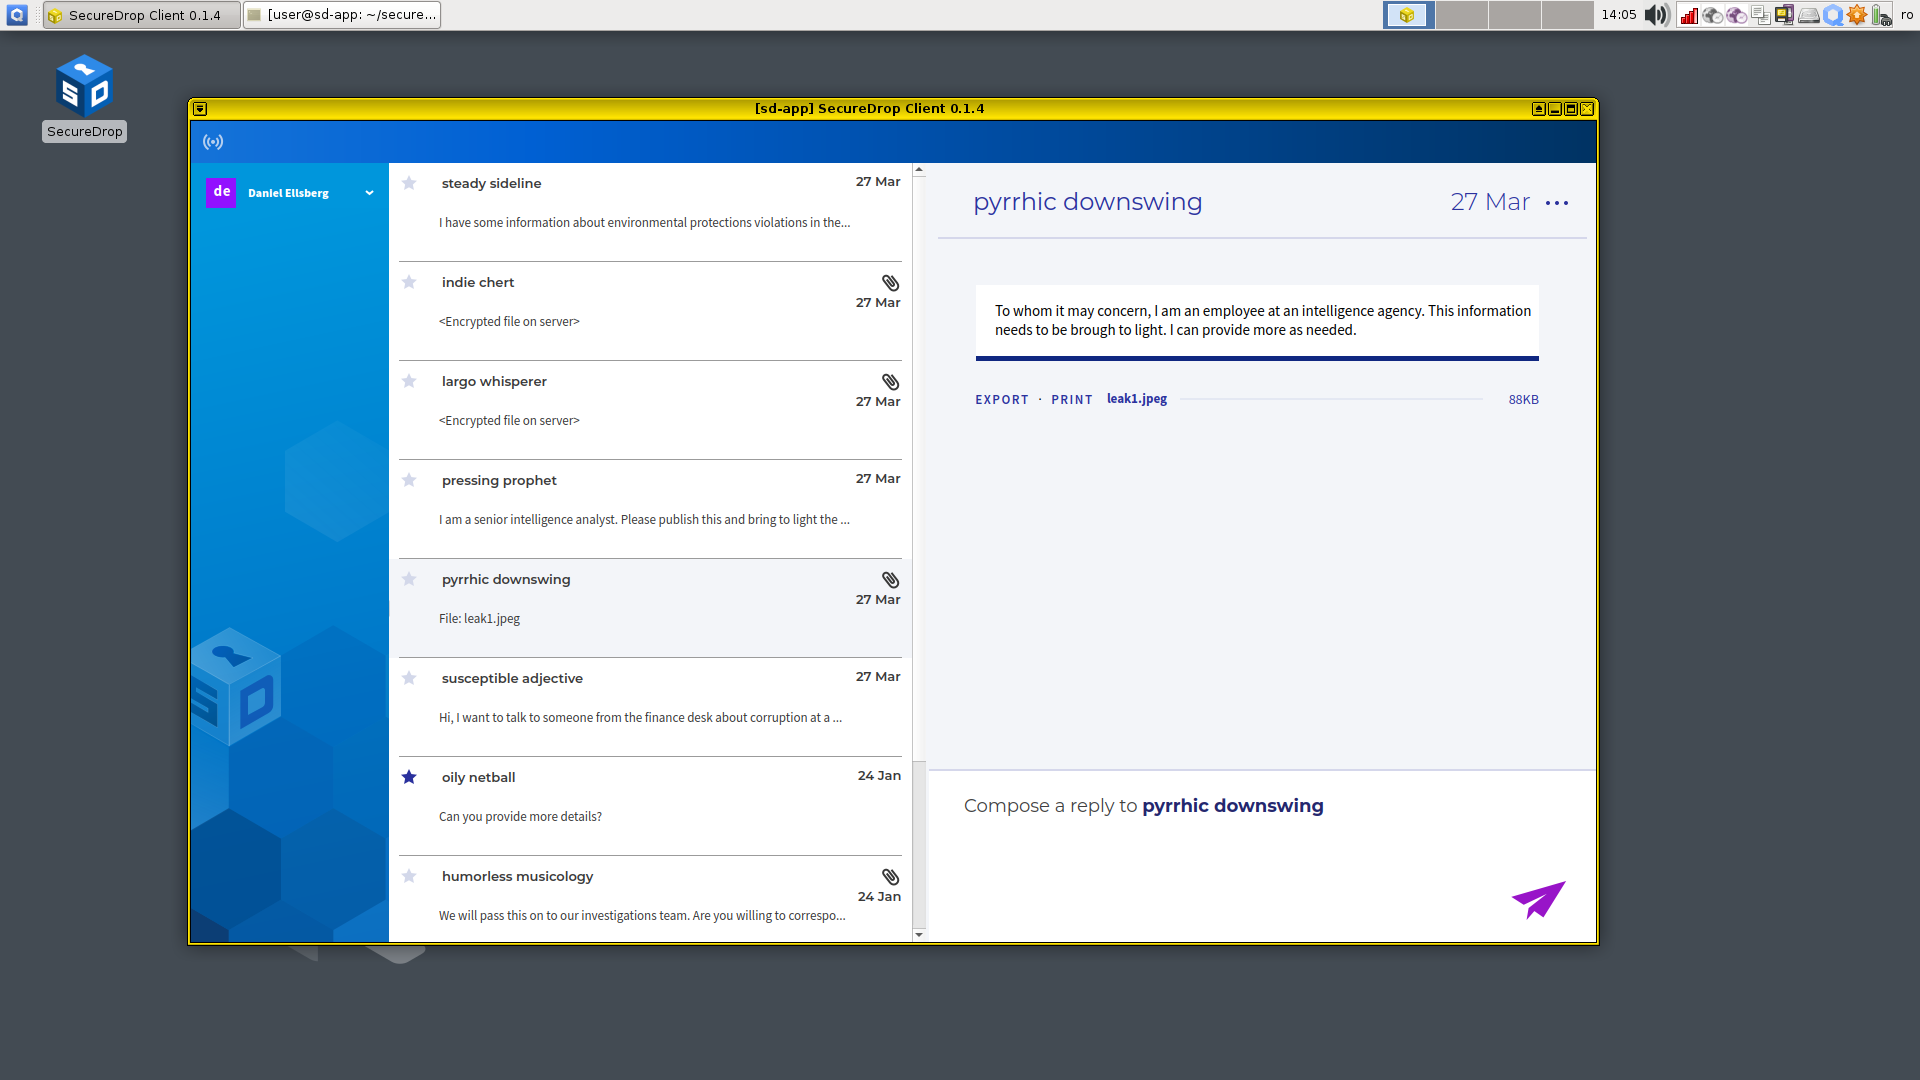 SecureDrop Client 0.1.4
[user@sd-app: ~/secure...
14:05
ro
SecureDrop
[sd-app] SecureDrop Client 0.1.4
de
Daniel Ellsberg
steady sideline
27 Mar
I have some information about environmental protections violations in the...
indie chert
27 Mar
<Encrypted file on server>
largo whisperer
27 Mar
<Encrypted file on server>
pressing prophet
27 Mar
I am a senior intelligence analyst. Please publish this and bring to light the ...
pyrrhic downswing
27 Mar
File: leak1.jpeg
susceptible adjective
27 Mar
Hi, I want to talk to someone from the finance desk about corruption at a ...
oily netball
24 Jan
Can you provide more details?
humorless musicology
24 Jan
We will pass this on to our investigations team. Are you willing to correspo...
SD
pyrrhic downswing
27 Mar
To whom it may concern, I am an employee at an intelligence agency. This information
needs to be brough to light. I can provide more as needed.
EXPORT · PRINT leak1.jpeg 88KB
Compose a reply to pyrrhic downswing